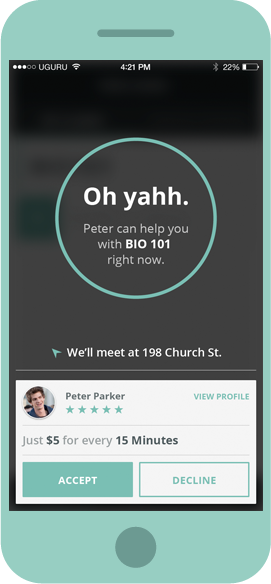 UGURU 4:21 PM 22%
Oh yahh.
Peter can help you
with BIO 101
right now.
We'll meet at 198 Church St.
Peter Parker VIEW PROFILE
Just $5 for every 15 Minutes
ACCEPT DECLINE